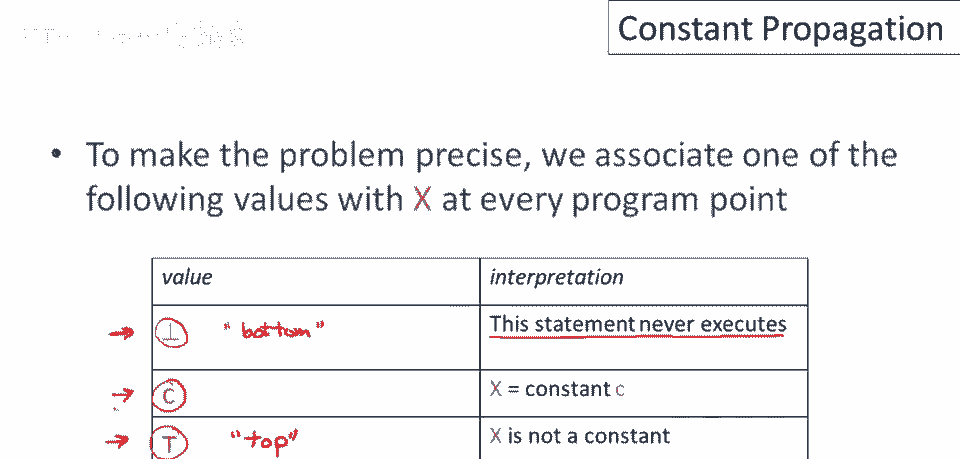 Constant Propagation
• To make the problem precise, we associate one of the
following values with X at every program point
value interpretation
→ ⊥ "bottom" This statement never executes
→ C X = constant c
→ T "top" X is not a constant